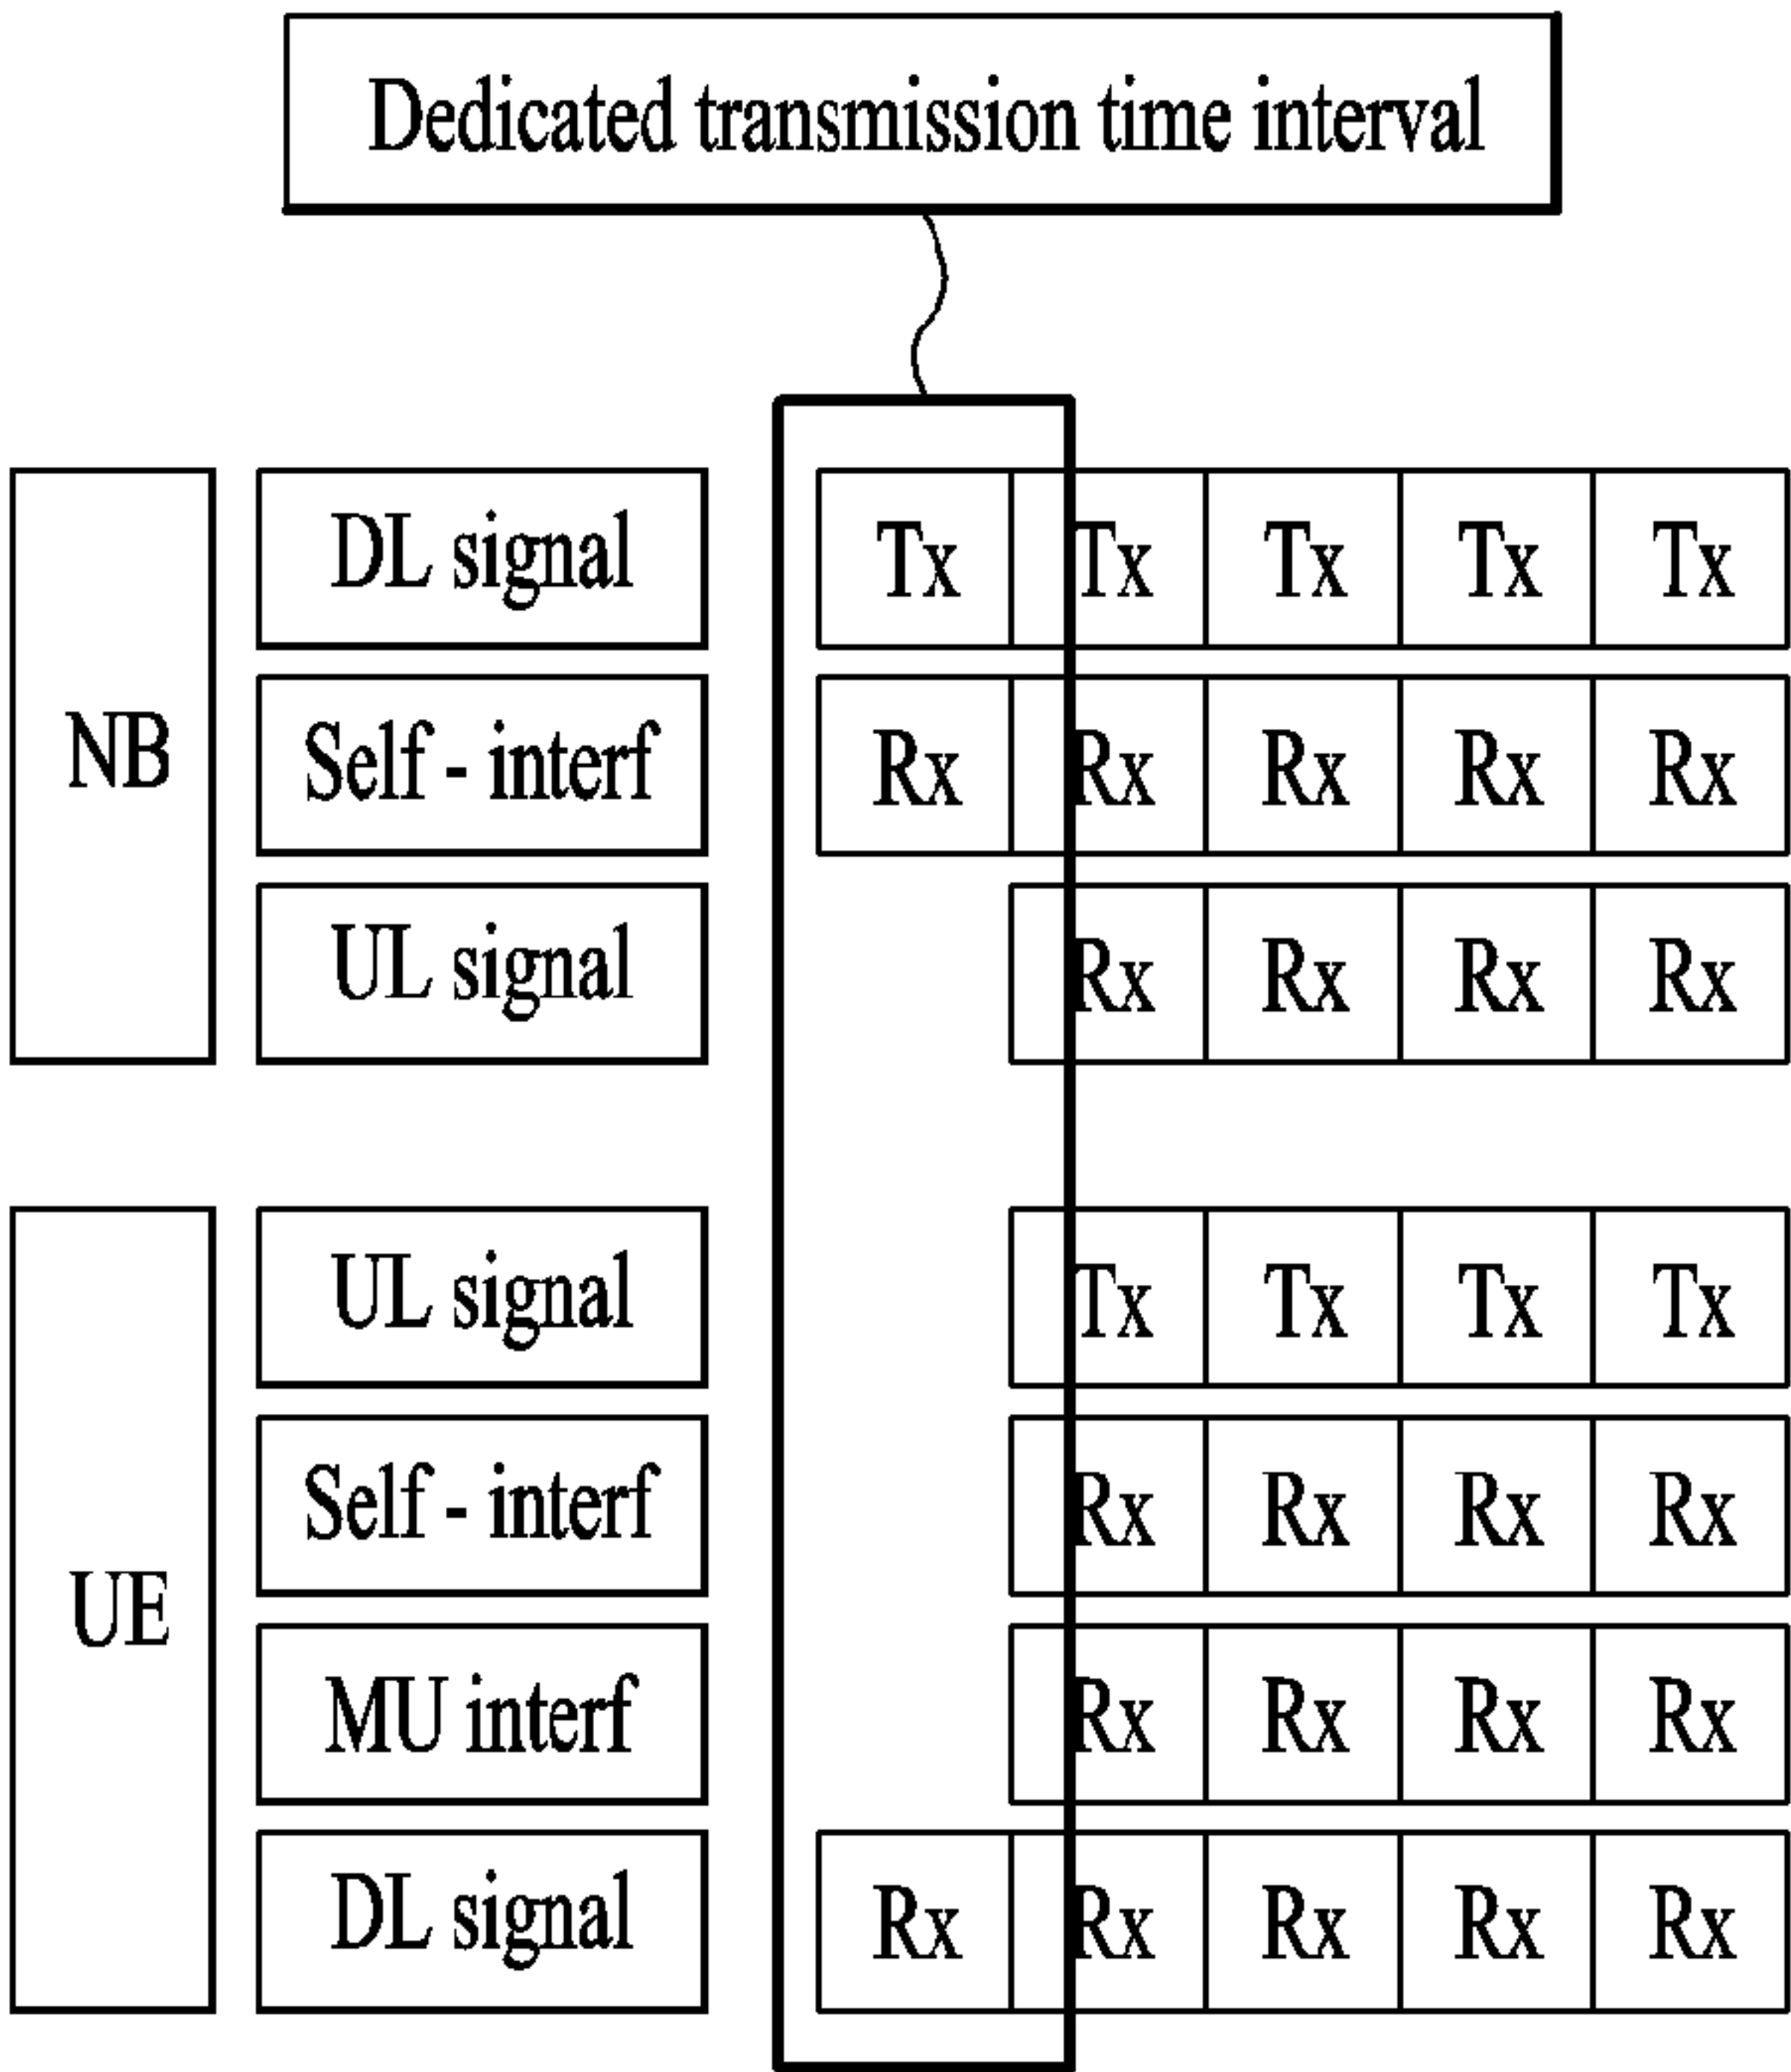 Dedicated transmission time interval
NB
DL signal Tx Tx Tx Tx Tx
Self - interf Rx Rx Rx Rx Rx
UL signal Rx Rx Rx Rx
UE
UL signal Tx Tx Tx Tx
Self - interf Rx Rx Rx Rx
MU interf Rx Rx Rx Rx
DL signal Rx Rx Rx Rx Rx